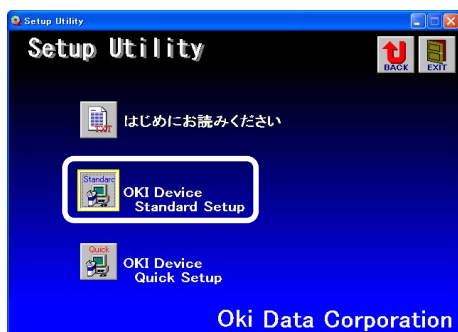 Setup Utility
Setup Utility
BACK
EXIT
TXT
はじめにお読みください
Standard
OKI Device
Standard Setup
Quick
OKI Device
Quick Setup
Oki Data Corporation